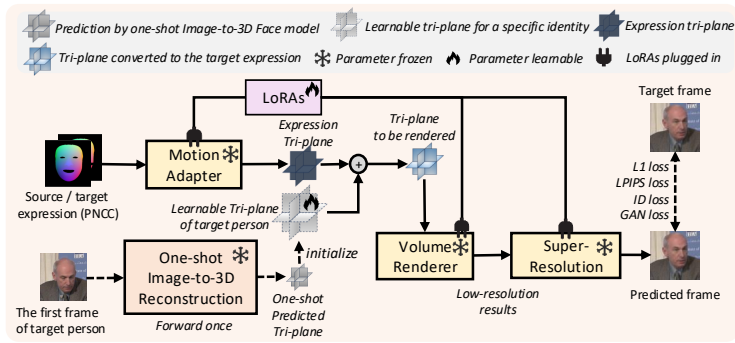 Prediction by one-shot Image-to-3D Face model
Learnable tri-plane for a specific identity
Expression tri-plane
Tri-plane converted to the target expression
Parameter frozen
Parameter learnable
LoRAs plugged in
LoRAs
Target frame
Expression
Tri-plane
Tri-plane
to be rendered
Motion
Adapter
+
L1 loss
LPIPS loss
ID loss
GAN loss
Source / target
expression (PNCC)
Learnable Tri-plane
of target person
initialize
One-shot
Image-to-3D
Reconstruction
Volume
Renderer
Super-
Resolution
The first frame
of target person
Forward once
One-shot
Predicted
Tri-plane
Low-resolution
results
Predicted frame